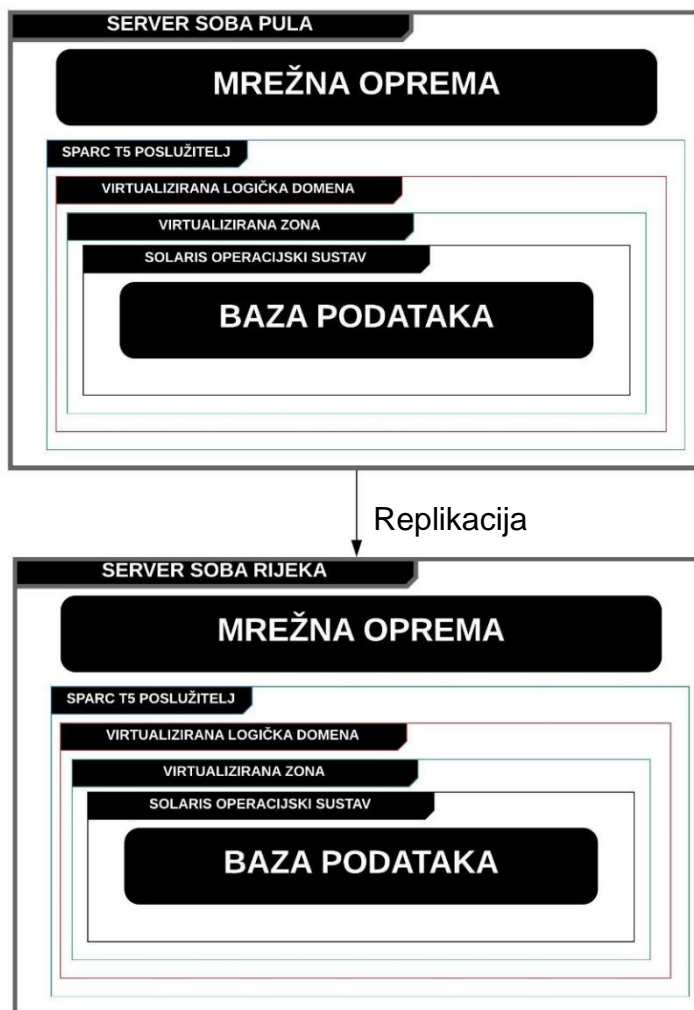 SERVER SOBA PULA
MREŽNA OPREMA
SPARC T5 POSLUŽITELJ
VIRTUALIZIRANA LOGIČKA DOMENA
VIRTUALIZIRANA ZONA
SOLARIS OPERACIJSKI SUSTAV
BAZA PODATAKA
Replikacija
SERVER SOBA RIJEKA
MREŽNA OPREMA
SPARC T5 POSLUŽITELJ
VIRTUALIZIRANA LOGIČKA DOMENA
VIRTUALIZIRANA ZONA
SOLARIS OPERACIJSKI SUSTAV
BAZA PODATAKA